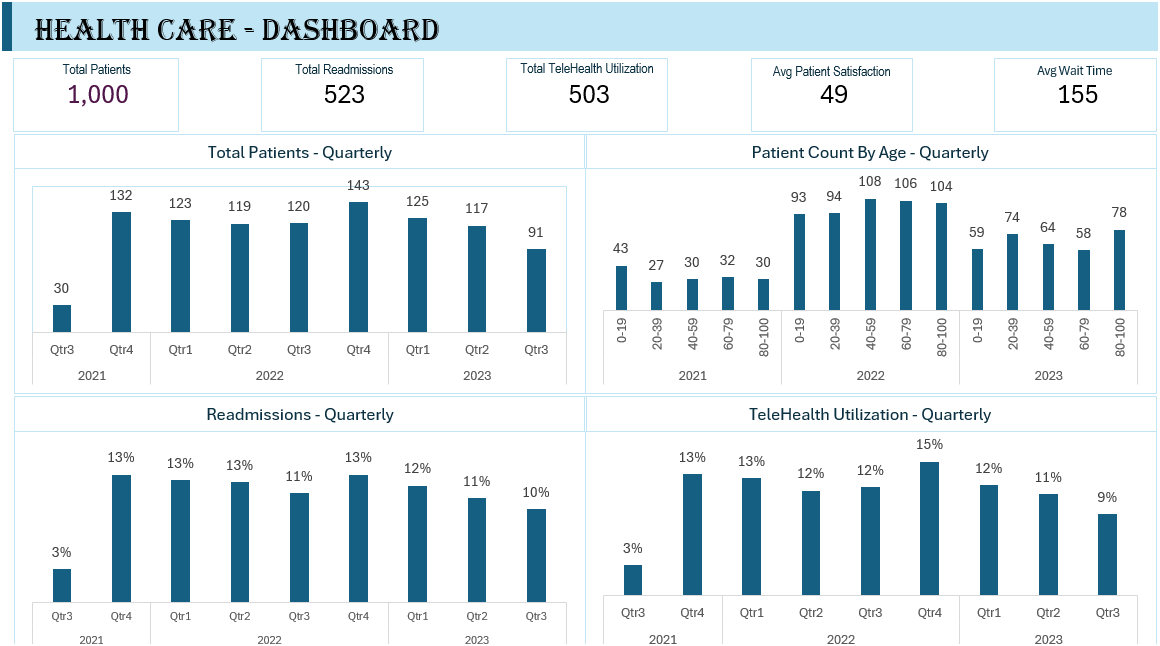 HEALTH CARE - DASHBOARD
Total Patients
1,000
Total Readmissions
523
Total TeleHealth Utilization
503
Avg Patient Satisfaction
49
Avg Wait Time
155
Total Patients - Quarterly
30 132 123 119 120 143 125 117 91
Qtr3 Qtr4 Qtr1 Qtr2 Qtr3 Qtr4 Qtr1 Qtr2 Qtr3
2021 2022 2023
Patient Count By Age - Quarterly
43 27 30 32 30 93 94 108 106 104 59 74 64 58 78
0-19 20-39 40-59 60-79 80-100 0-19 20-39 40-59 60-79 80-100 0-19 20-39 40-59 60-79 80-100
2021 2022 2023
Readmissions - Quarterly
3% 13% 13% 13% 11% 13% 12% 11% 10%
Qtr3 Qtr4 Qtr1 Qtr2 Qtr3 Qtr4 Qtr1 Qtr2 Qtr3
2021 2022 2023
TeleHealth Utilization - Quarterly
3% 13% 13% 12% 12% 15% 12% 11% 9%
Qtr3 Qtr4 Qtr1 Qtr2 Qtr3 Qtr4 Qtr1 Qtr2 Qtr3
2021 2022 2023